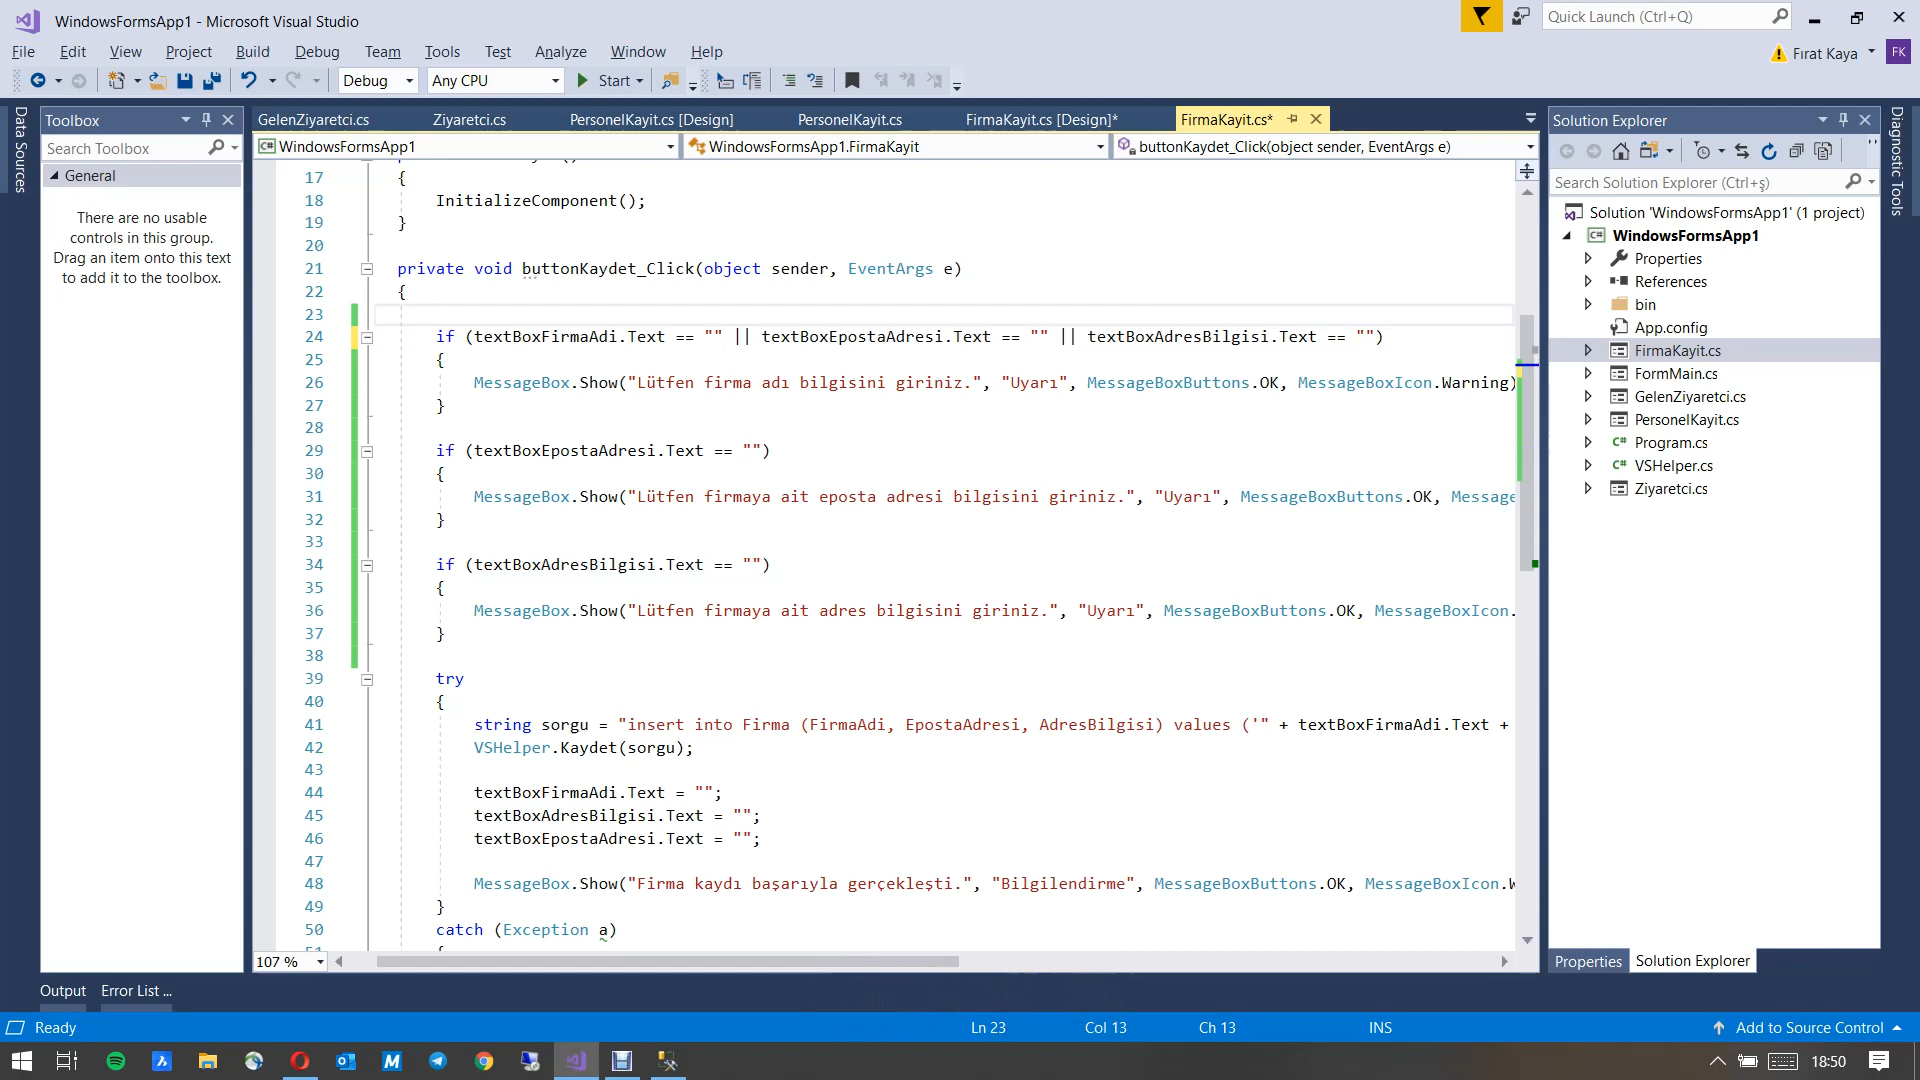 WindowsFormsApp1 - Microsoft Visual Studio
Quick Launch (Ctrl+Q)
File Edit View Project Build Debug Team Tools Test Analyze Window Help
Fırat Kaya FK
Debug Any CPU Start
Data Sources
Toolbox
Search Toolbox
General
There are no usable
controls in this group.
Drag an item onto this text
to add it to the toolbox.
GelenZiyaretci.cs Ziyaretci.cs PersonelKayit.cs [Design] PersonelKayit.cs FirmaKayit.cs [Design]* FirmaKayit.cs*
WindowsFormsApp1 WindowsFormsApp1.FirmaKayit buttonKaydet_Click(object sender, EventArgs e)
17 {
18 InitializeComponent();
19 }
20
21 private void buttonKaydet_Click(object sender, EventArgs e)
22 {
23
24 if (textBoxFirmaAdi.Text == "" || textBoxEpostaAdresi.Text == "" || textBoxAdresBilgisi.Text == "")
25 {
26 MessageBox.Show("Lütfen firma adı bilgisini giriniz.", "Uyarı", MessageBoxButtons.OK, MessageBoxIcon.Warning)
27 }
28
29 if (textBoxEpostaAdresi.Text == "")
30 {
31 MessageBox.Show("Lütfen firmaya ait eposta adresi bilgisini giriniz.", "Uyarı", MessageBoxButtons.OK, Message
32 }
33
34 if (textBoxAdresBilgisi.Text == "")
35 {
36 MessageBox.Show("Lütfen firmaya ait adres bilgisini giriniz.", "Uyarı", MessageBoxButtons.OK, MessageBoxIcon.
37 }
38
39 try
40 {
41 string sorgu = "insert into Firma (FirmaAdi, EpostaAdresi, AdresBilgisi) values ('" + textBoxFirmaAdi.Text +
42 VSHelper.Kaydet(sorgu);
43
44 textBoxFirmaAdi.Text = "";
45 textBoxAdresBilgisi.Text = "";
46 textBoxEpostaAdresi.Text = "";
47
48 MessageBox.Show("Firma kaydı başarıyla gerçekleşti.", "Bilgilendirme", MessageBoxButtons.OK, MessageBoxIcon.W
49 }
50 catch (Exception a)
107 %
Solution Explorer
Search Solution Explorer (Ctrl+ş)
Solution 'WindowsFormsApp1' (1 project)
WindowsFormsApp1
Properties
References
bin
App.config
FirmaKayit.cs
FormMain.cs
GelenZiyaretci.cs
PersonelKayit.cs
Program.cs
VSHelper.cs
Ziyaretci.cs
Properties Solution Explorer
Diagnostic Tools
Output Error List ...
Ready Ln 23 Col 13 Ch 13 INS Add to Source Control
18:50